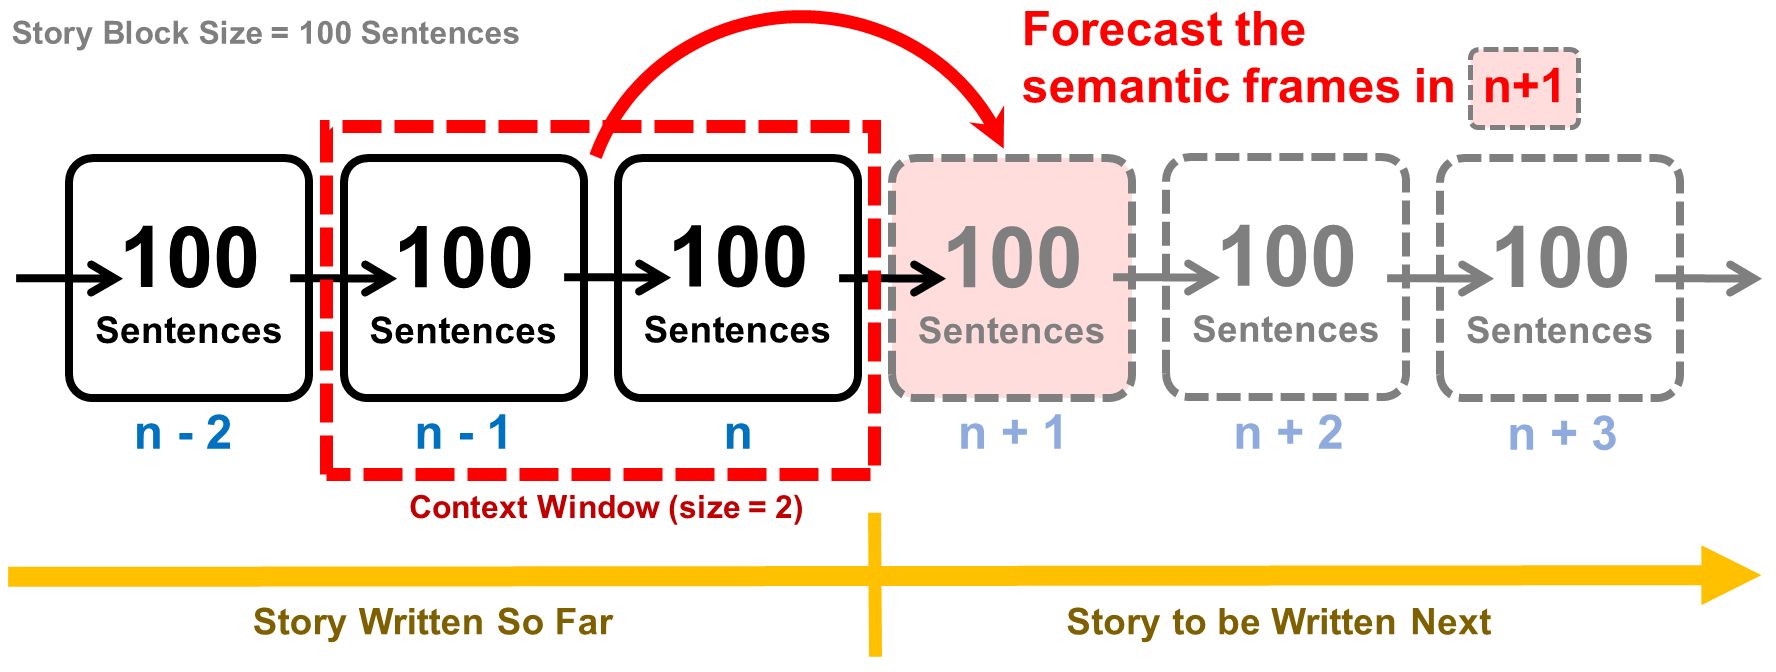 Story Block Size = 100 Sentences
Forecast the
semantic frames in n+1
100
Sentences
100
Sentences
100
Sentences
100
Sentences
100
Sentences
100
Sentences
n - 2
n - 1
n
n + 1
n + 2
n + 3
Context Window (size = 2)
Story Written So Far
Story to be Written Next